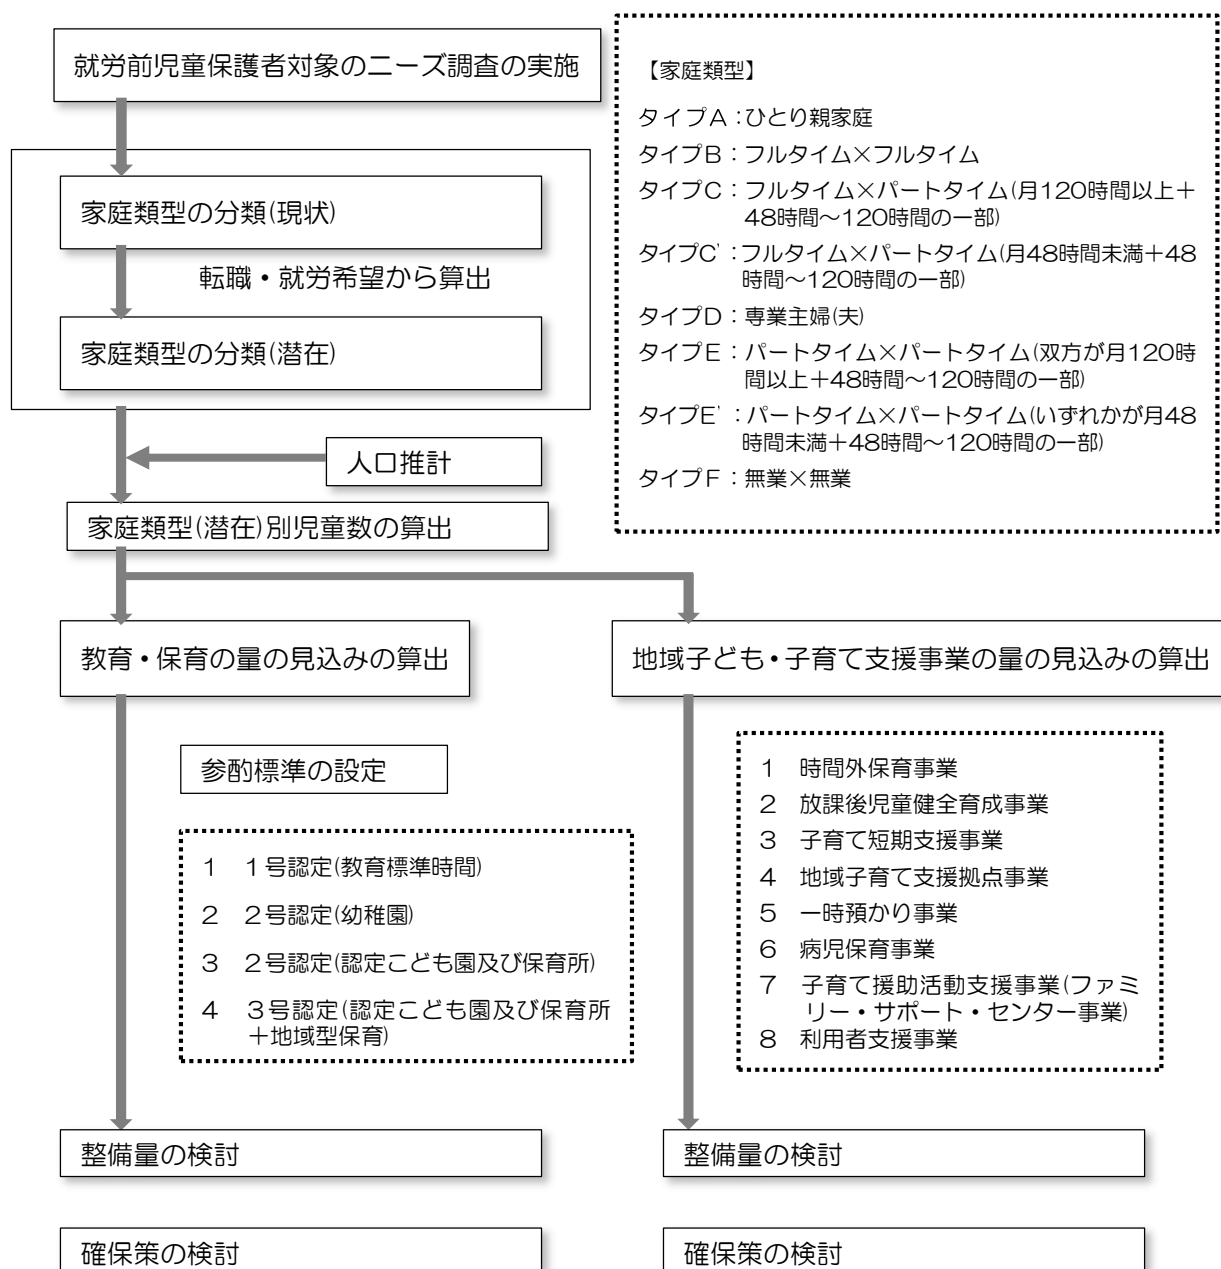 就労前児童保護者対象のニーズ調査の実施
家庭類型の分類(現状)
転職・就労希望から算出
家庭類型の分類(潜在)
人口推計
家庭類型(潜在)別児童数の算出
【家庭類型】
タイプA：ひとり親家庭
タイプB：フルタイム×フルタイム
タイプC：フルタイム×パートタイム(月120時間以上＋
48時間～120時間の一部)
タイプC'：フルタイム×パートタイム(月48時間未満＋48
時間～120時間の一部)
タイプD：専業主婦(夫)
タイプE：パートタイム×パートタイム(双方が月120時
間以上＋48時間～120時間の一部)
タイプE'：パートタイム×パートタイム(いずれかが月48
時間未満＋48時間～120時間の一部)
タイプF：無業×無業
教育・保育の量の見込みの算出
参酌標準の設定
1 1号認定(教育標準時間)
2 2号認定(幼稚園)
3 2号認定(認定こども園及び保育所)
4 3号認定(認定こども園及び保育所
＋地域型保育)
整備量の検討
確保策の検討
地域子ども・子育て支援事業の量の見込みの算出
1 時間外保育事業
2 放課後児童健全育成事業
3 子育て短期支援事業
4 地域子育て支援拠点事業
5 一時預かり事業
6 病児保育事業
7 子育て援助活動支援事業(ファミ
リー・サポート・センター事業)
8 利用者支援事業
整備量の検討
確保策の検討